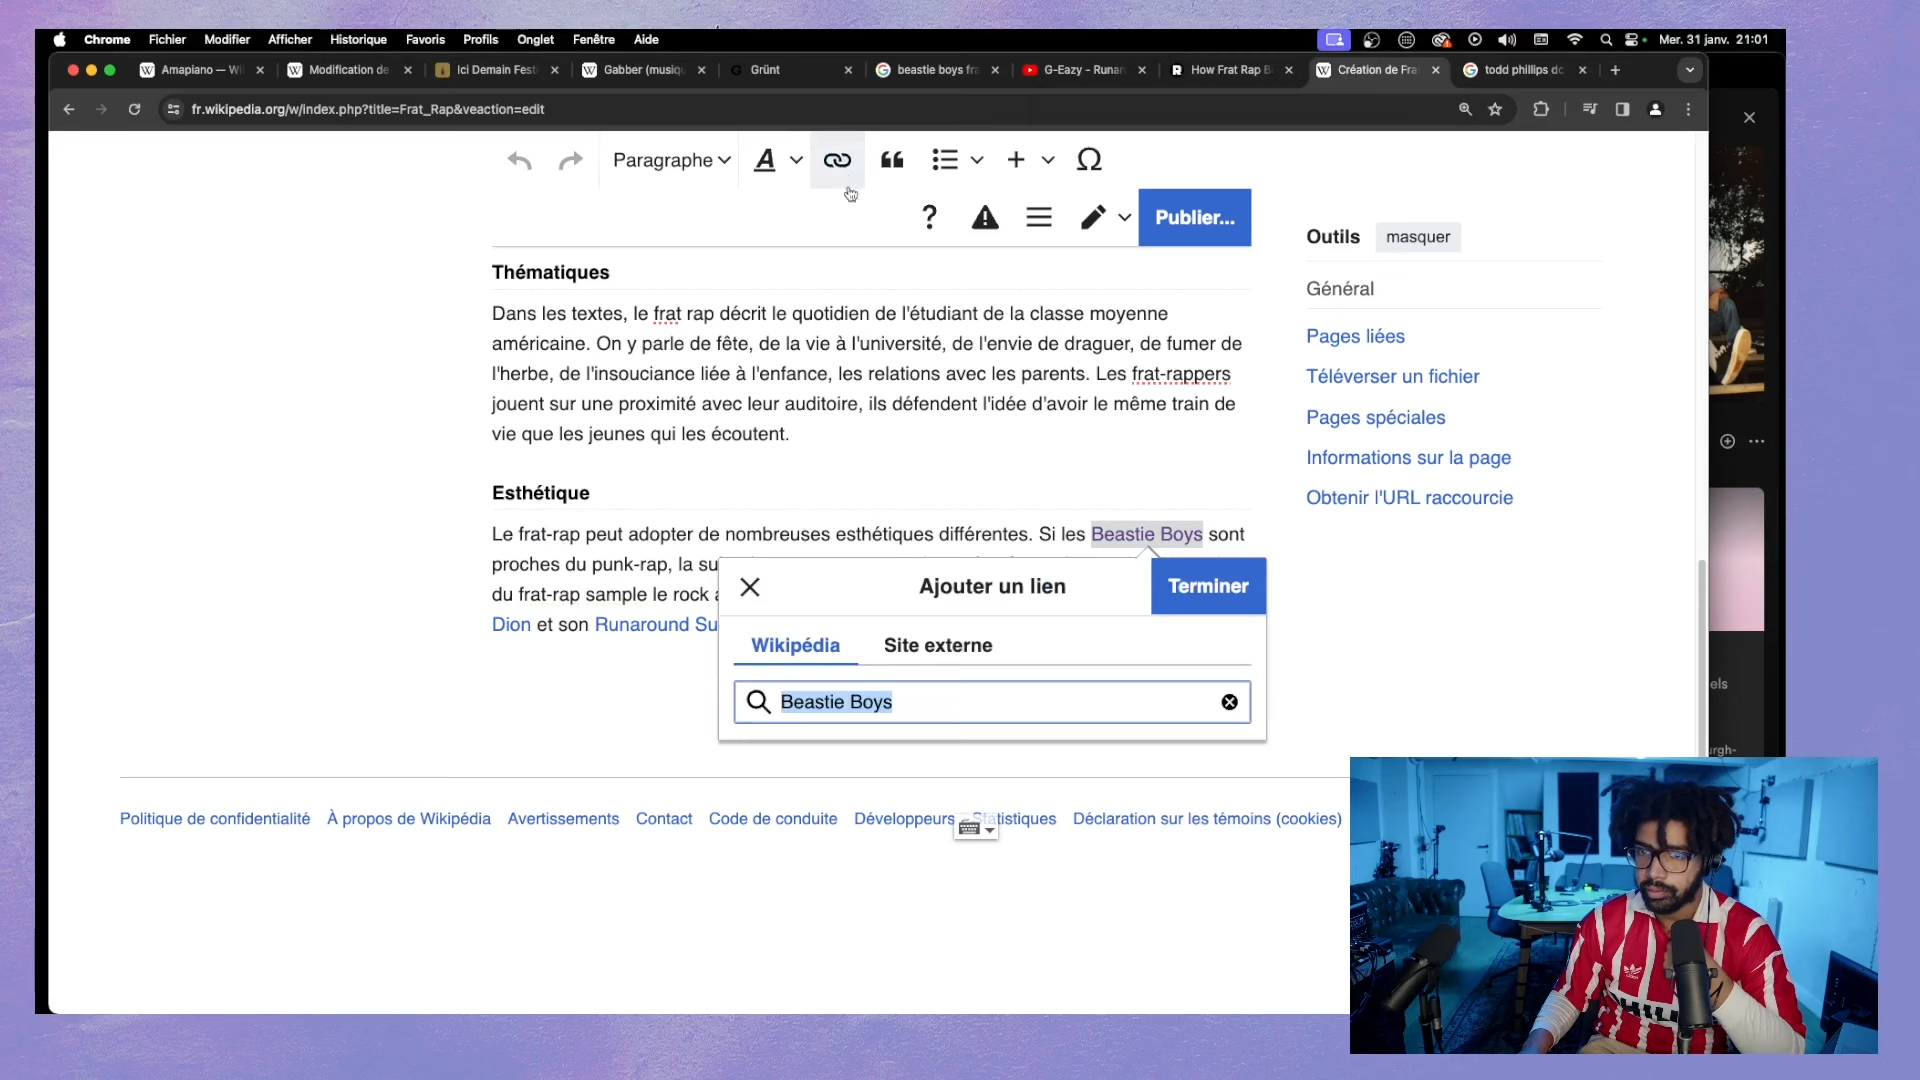 Chrome Fichier Modifier Afficher Historique Favoris Profils Onglet Fenêtre Aide Mer. 31 janv. 21:01
Amapiano — Wi Modification de Ici Demain Fest Gabber (musiqu Grünt beastie boys fra G-Eazy - Runar How Frat Rap B Création de Fra todd phillips do
fr.wikipedia.org/w/index.php?title=Frat_Rap&veaction=edit
Paragraphe
Publier...
Outils masquer
Général
Pages liées
Téléverser un fichier
Pages spéciales
Informations sur la page
Obtenir l'URL raccourcie
Thématiques
Dans les textes, le frat rap décrit le quotidien de l'étudiant de la classe moyenne
américaine. On y parle de fête, de la vie à l'université, de l'envie de draguer, de fumer de
l'herbe, de l'insouciance liée à l'enfance, les relations avec les parents. Les frat-rappers
jouent sur une proximité avec leur auditoire, ils défendent l'idée d'avoir le même train de
vie que les jeunes qui les écoutent.
Esthétique
Le frat-rap peut adopter de nombreuses esthétiques différentes. Si les Beastie Boys sont
proches du punk-rap, la su
du frat-rap sample le rock
Dion et son Runaround Su
Ajouter un lien
Terminer
Wikipédia Site externe
Beastie Boys
els
urgh-
Politique de confidentialité À propos de Wikipédia Avertissements Contact Code de conduite Développeurs Statistiques Déclaration sur les témoins (cookies)